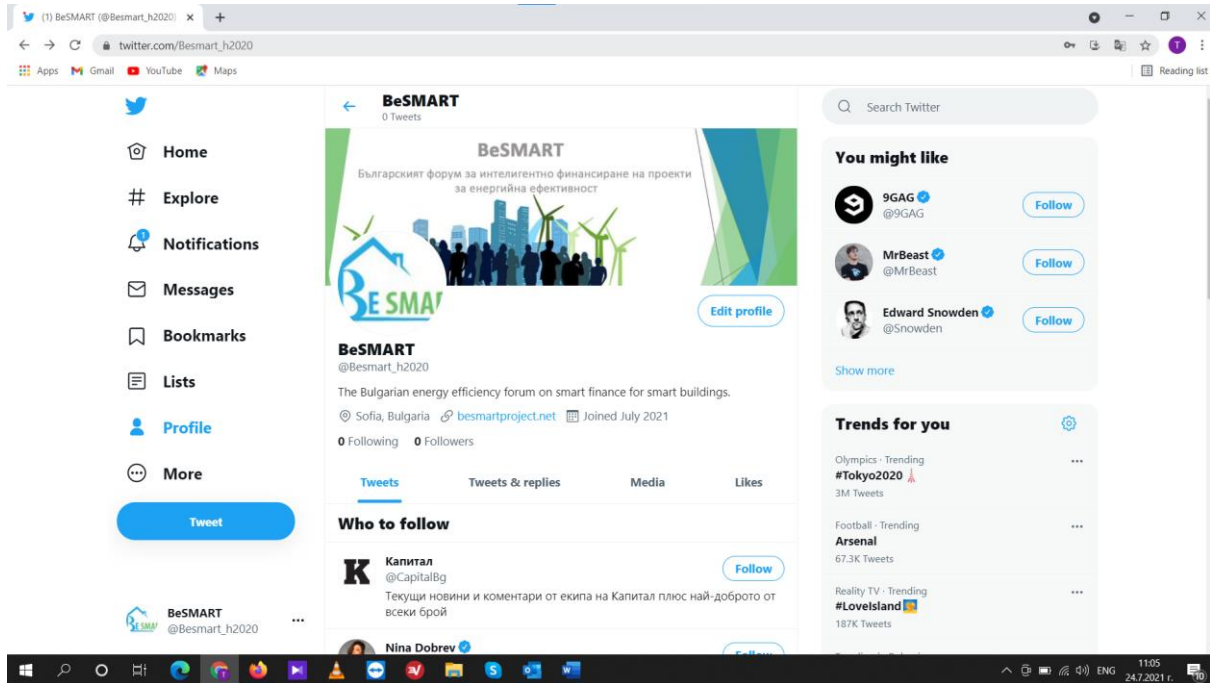 (1) BeSMART (@Besmart_h2020)
twitter.com/Besmart_h2020
T
Apps
Gmail
YouTube
Maps
Reading list
Home
Explore
1
Notifications
Messages
Bookmarks
Lists
Profile
More
Tweet
BeSMART
@Besmart_h2020
BeSMART
0 Tweets
BeSMART
Българският форум за интелигентно финансиране на проекти
за енергийна ефективност
BE SMA
Edit profile
BeSMART
@Besmart_h2020
The Bulgarian energy efficiency forum on smart finance for smart buildings.
Sofia, Bulgaria besmartproject.net Joined July 2021
0 Following 0 Followers
Tweets Tweets & replies Media Likes
Who to follow
K
Капитал
@CapitalBg
Follow
Текущи новини и коментари от екипа на Капитал плюс най-доброто от
всеки брой
Nina Dobrev
Follow
Search Twitter
You might like
9GAG
@9GAG
Follow
MrBeast
@MrBeast
Follow
Edward Snowden
@Snowden
Follow
Show more
Trends for you
Olympics · Trending
#Tokyo2020
3M Tweets
Football · Trending
Arsenal
67.3K Tweets
Reality TV · Trending
#LoveIsland
187K Tweets
ENG
11:05
24.7.2021 г.
10